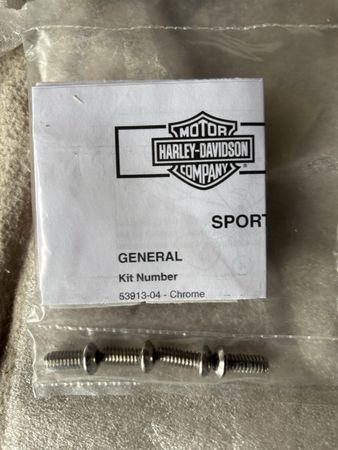 MOTOR
HARLEY-DAVIDSON
COMPANY
SPORT
GENERAL
Kit Number
53913-04 - Chrome